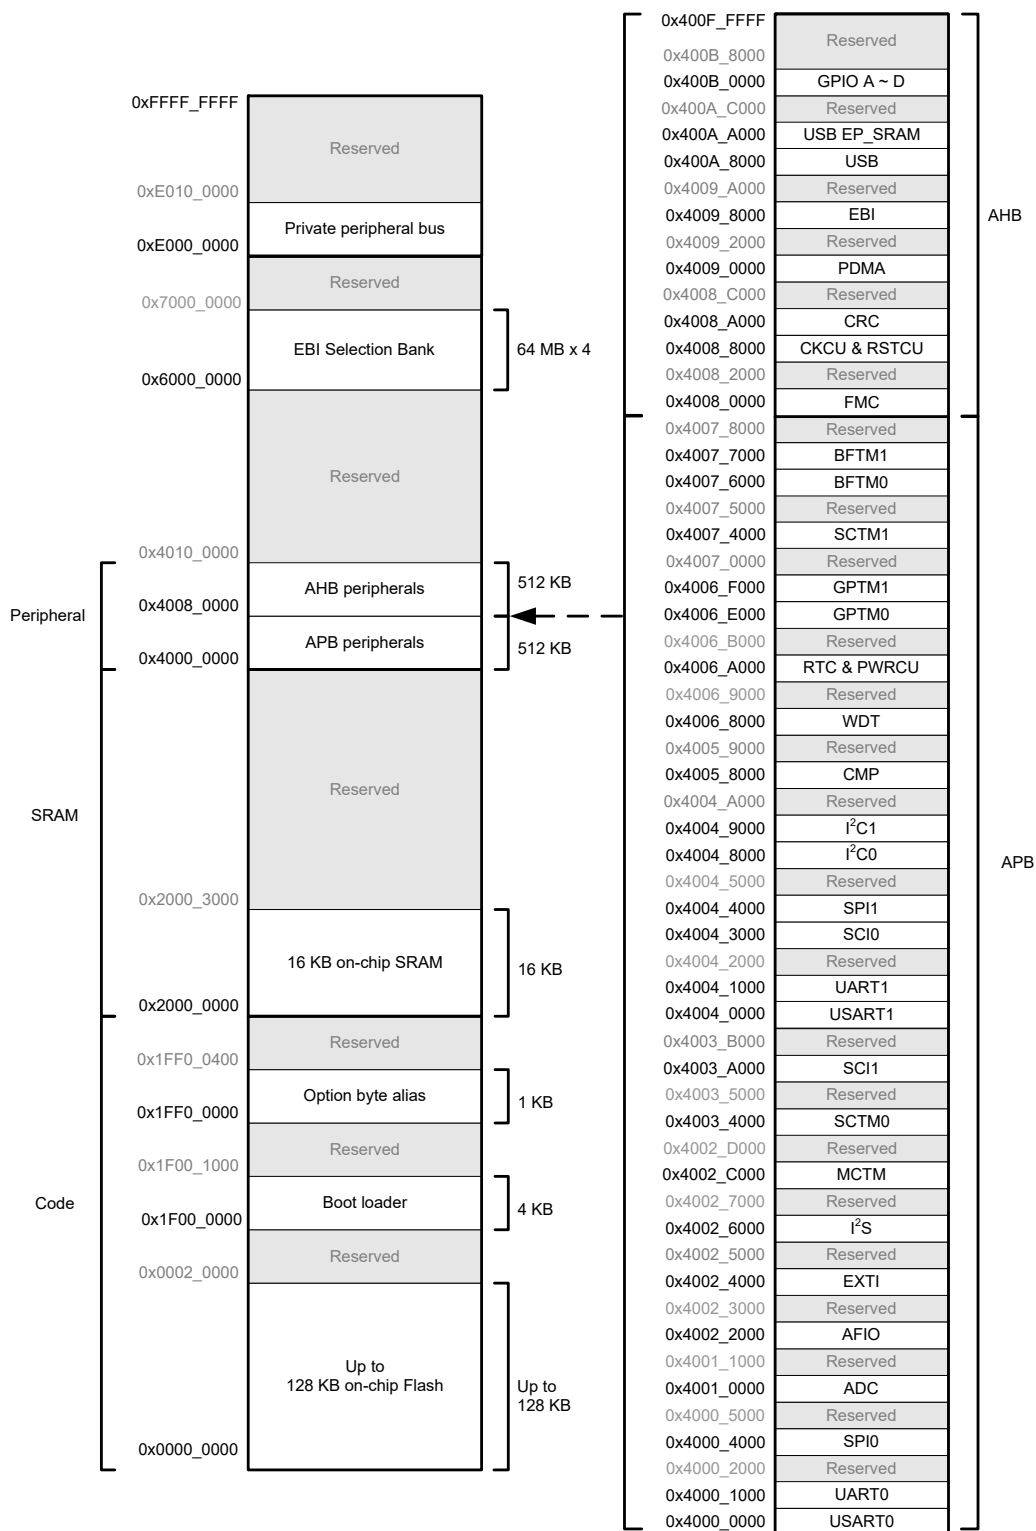 0xFFFF_FFFF
Reserved
0xE010_0000
Private peripheral bus
0xE000_0000
Reserved
0x7000_0000
EBI Selection Bank
64 MB x 4
0x6000_0000
Reserved
0x4010_0000
AHB peripherals
512 KB
0x4008_0000
Peripheral
APB peripherals
512 KB
0x4000_0000
Reserved
SRAM
0x2000_3000
16 KB on-chip SRAM
16 KB
0x2000_0000
Reserved
0x1FF0_0400
Option byte alias
1 KB
0x1FF0_0000
Reserved
0x1F00_1000
Code
Boot loader
4 KB
0x1F00_0000
Reserved
0x0002_0000
Up to
128 KB on-chip Flash
Up to
128 KB
0x0000_0000
0x400F_FFFF
Reserved
0x400B_8000
0x400B_0000 GPIO A ~ D
0x400A_C000 Reserved
0x400A_A000 USB EP_SRAM
0x400A_8000 USB
0x4009_A000 Reserved
0x4009_8000 EBI
AHB
0x4009_2000 Reserved
0x4009_0000 PDMA
0x4008_C000 Reserved
0x4008_A000 CRC
0x4008_8000 CKCU & RSTCU
0x4008_2000 Reserved
0x4008_0000 FMC
0x4007_8000 Reserved
0x4007_7000 BFTM1
0x4007_6000 BFTM0
0x4007_5000 Reserved
0x4007_4000 SCTM1
0x4007_0000 Reserved
0x4006_F000 GPTM1
0x4006_E000 GPTM0
0x4006_B000 Reserved
0x4006_A000 RTC & PWRCU
0x4006_9000 Reserved
0x4006_8000 WDT
0x4005_9000 Reserved
0x4005_8000 CMP
0x4004_A000 Reserved
0x4004_9000 I²C1
0x4004_8000 I²C0
APB
0x4004_5000 Reserved
0x4004_4000 SPI1
0x4004_3000 SCI0
0x4004_2000 Reserved
0x4004_1000 UART1
0x4004_0000 USART1
0x4003_B000 Reserved
0x4003_A000 SCI1
0x4003_5000 Reserved
0x4003_4000 SCTM0
0x4002_D000 Reserved
0x4002_C000 MCTM
0x4002_7000 Reserved
0x4002_6000 I²S
0x4002_5000 Reserved
0x4002_4000 EXTI
0x4002_3000 Reserved
0x4002_2000 AFIO
0x4001_1000 Reserved
0x4001_0000 ADC
0x4000_5000 Reserved
0x4000_4000 SPI0
0x4000_2000 Reserved
0x4000_1000 UART0
0x4000_0000 USART0